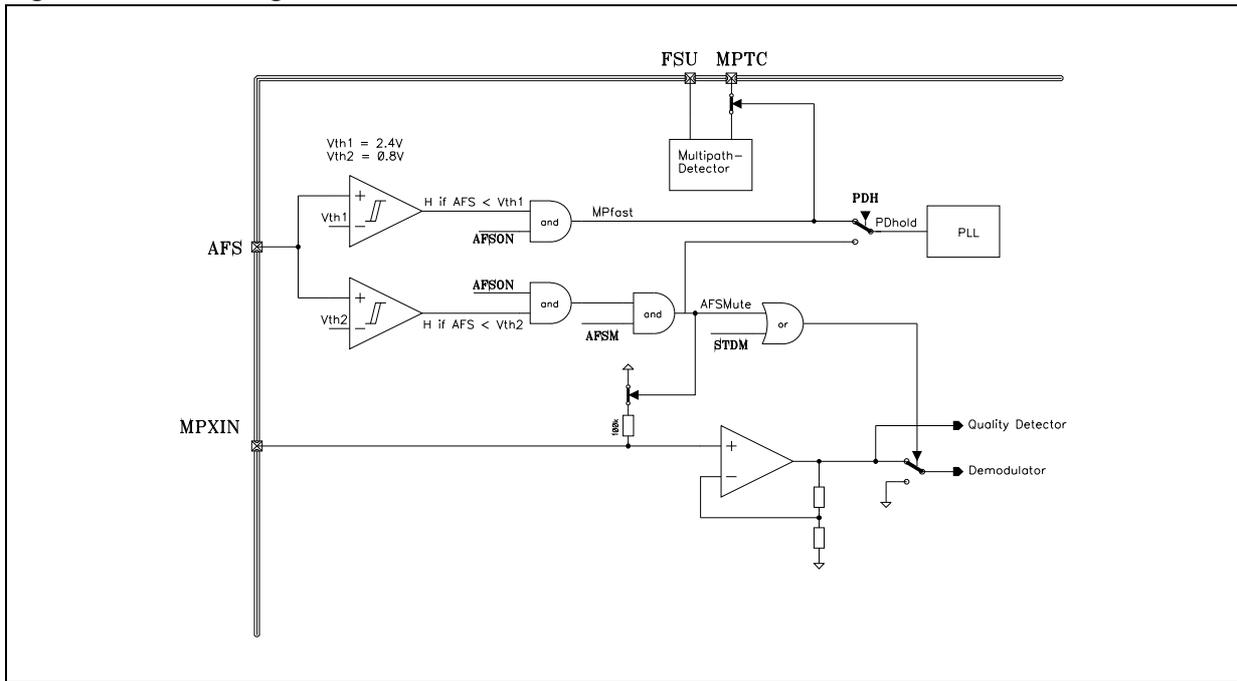 FSU MPTC
Vth1 = 2.4V
Vth2 = 0.8V
Multipath-
Detector
H if AFS < Vth1
and
MPfast
PDH
PDhold
PLL
Vth1
AFSON
AFS
AFSON
and
AFSMute
Vth2
H if AFS < Vth2
and
or
AFSM
STDM
MPXIN
100k
Quality Detector
Demodulator